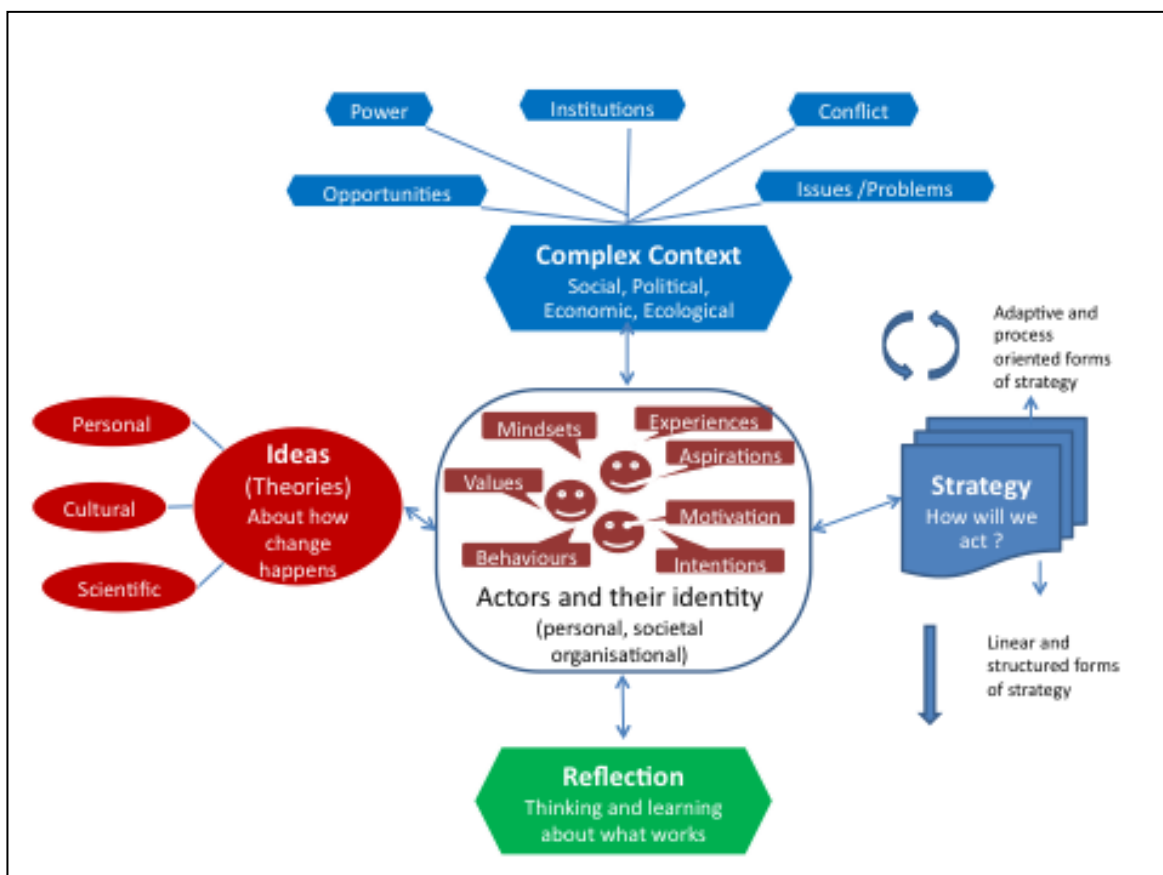 Power
Institutions
Conflict
Opportunities
Issues /Problems
Complex Context
Social, Political,
Economic, Ecological
Adaptive and
process
oriented forms
of strategy
Personal
Cultural
Scientific
Ideas
(Theories)
About how
change
happens
Mindsets
Experiences
Aspirations
Values
Motivation
Behaviours
Intentions
Actors and their identity
(personal, societal
organisational)
Strategy
How will we
act ?
Linear and
structured forms
of strategy
Reflection
Thinking and learning
about what works